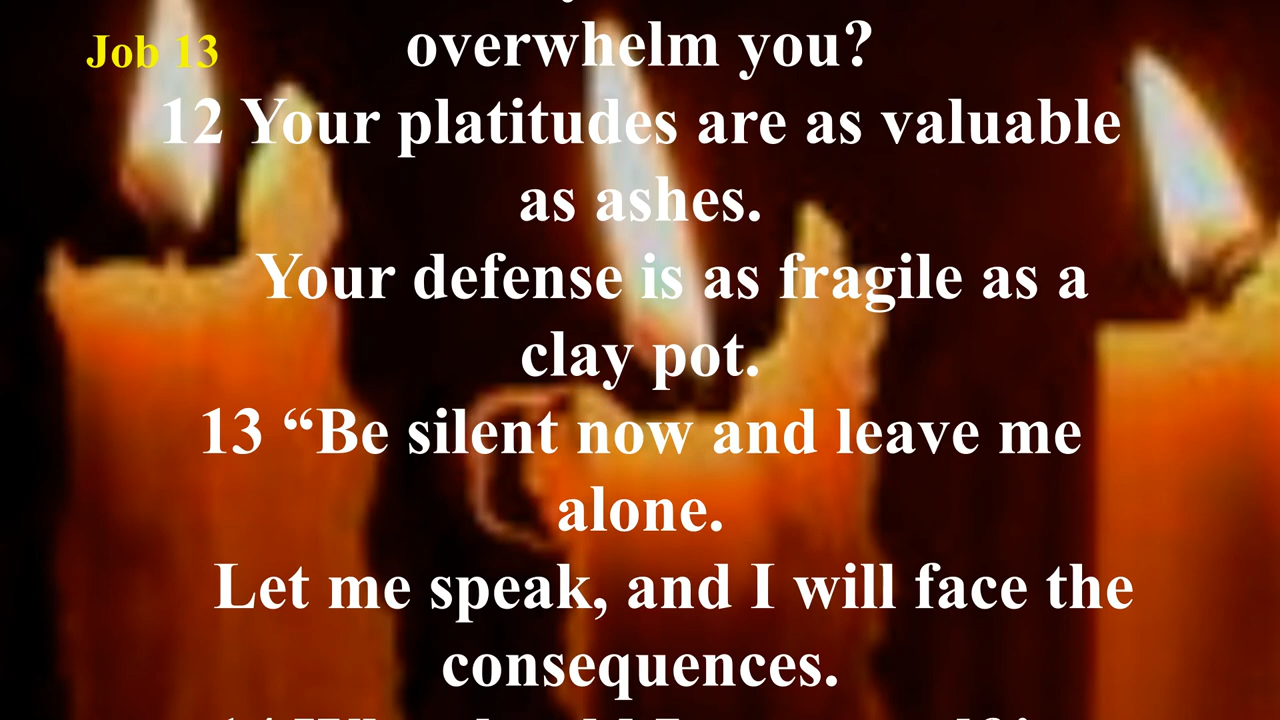 Job 13
overwhelm you?
12 Your platitudes are as valuable
as ashes.
Your defense is as fragile as a
clay pot.
13 “Be silent now and leave me
alone.
Let me speak, and I will face the
consequences.